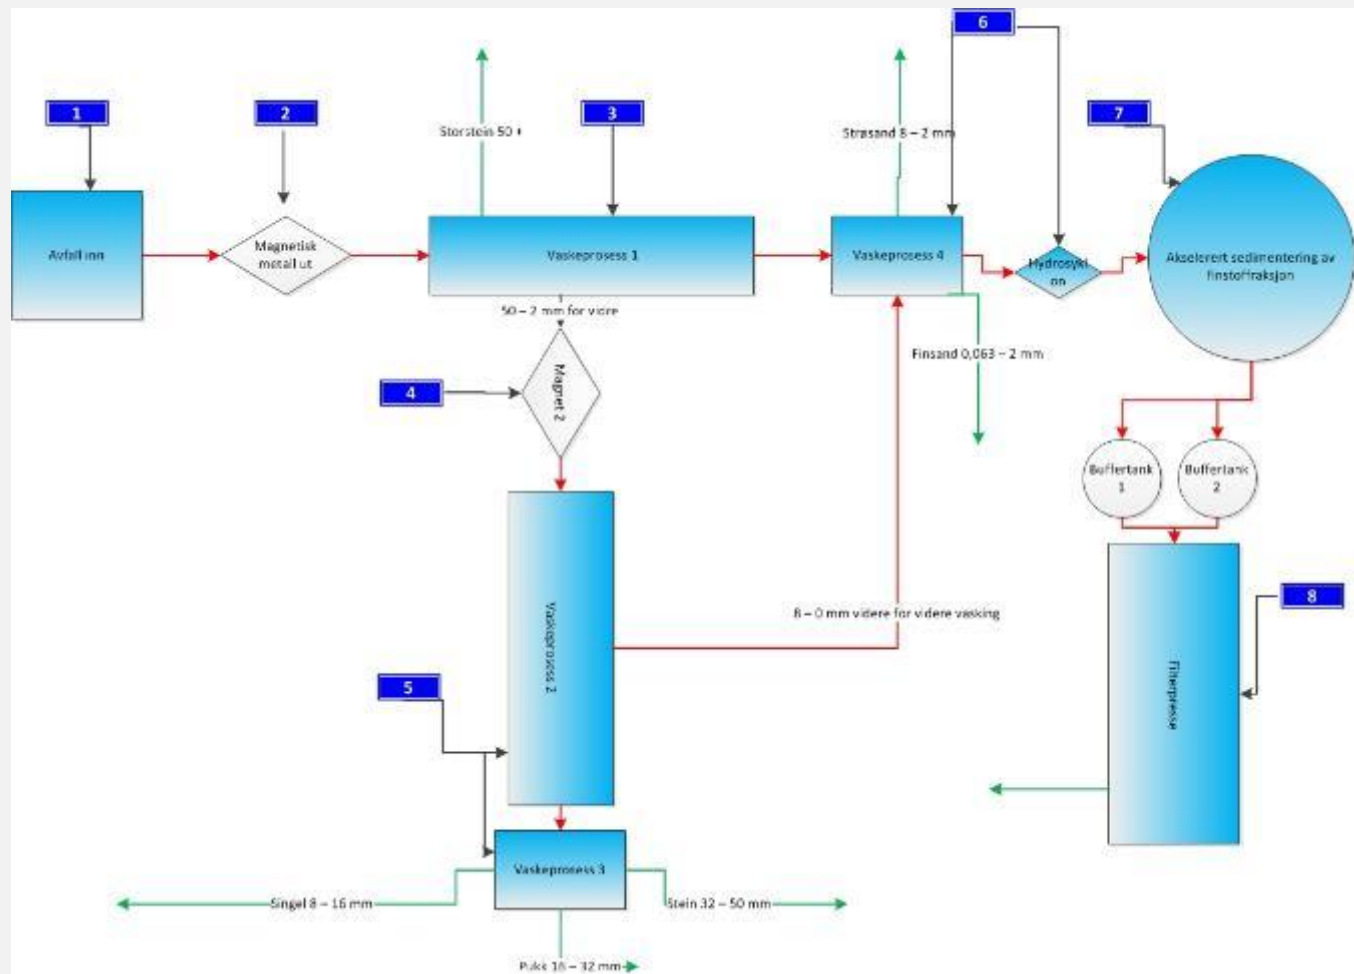 6
1
2
3
7
Storstein 50 +
Strøsand 8 – 2 mm
Avfall inn
Magnetisk
metall ut
Vaskeprosess 1
Vaskeprosess 4
Hydrosykl
on
Akselerert sedimentering av
finstoffraksjon
50 – 2 mm for vidre
Finsand 0,063 – 2 mm
4
Magnet 2
Buffertank
1
Buffertank
2
8
8 – 0 mm videre for videre vasking
Vaskeprosess 2
Filterpresse
5
Vaskeprosess 3
Singel 8 – 16 mm
Stein 32 – 50 mm
Pukk 16 – 32 mm